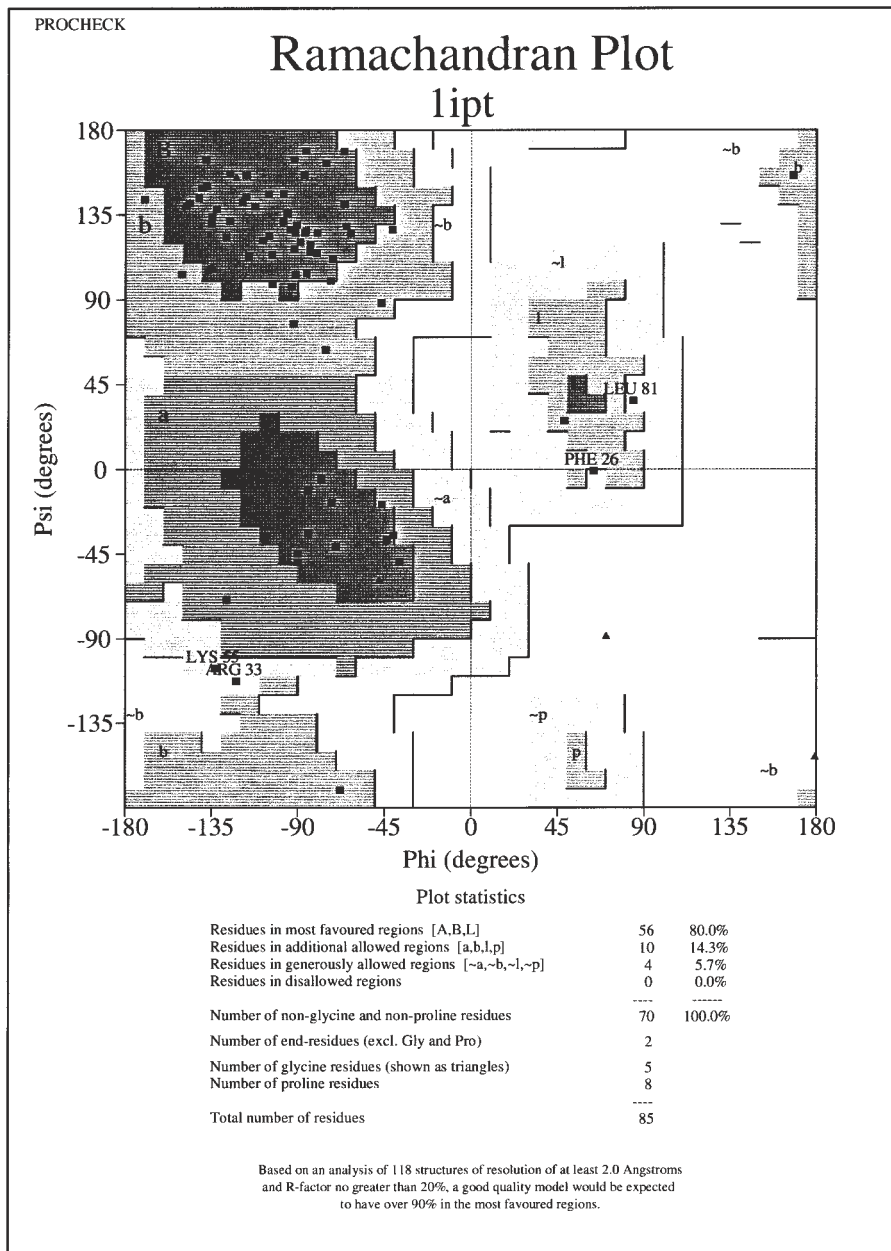 PROCHECK
Ramachandran Plot
1ipt
180
135
90
45
0
-45
-90
-135
Psi (degrees)
B
b
~b
~b
b
~l
l
LEU 81
a
PHE 26
~a
LYS 55
ARG 33
~b
~p
b
p
~b
-180
-135
-90
-45
0
45
90
135
180
Phi (degrees)
Plot statistics
Residues in most favoured regions [A,B,L] 56 80.0%
Residues in additional allowed regions [a,b,l,p] 10 14.3%
Residues in generously allowed regions [~a,~b,~l,~p] 4 5.7%
Residues in disallowed regions 0 0.0%
---- ------
Number of non-glycine and non-proline residues 70 100.0%
Number of end-residues (excl. Gly and Pro) 2
Number of glycine residues (shown as triangles) 5
Number of proline residues 8
----
Total number of residues 85
Based on an analysis of 118 structures of resolution of at least 2.0 Angstroms
and R-factor no greater than 20%, a good quality model would be expected
to have over 90% in the most favoured regions.